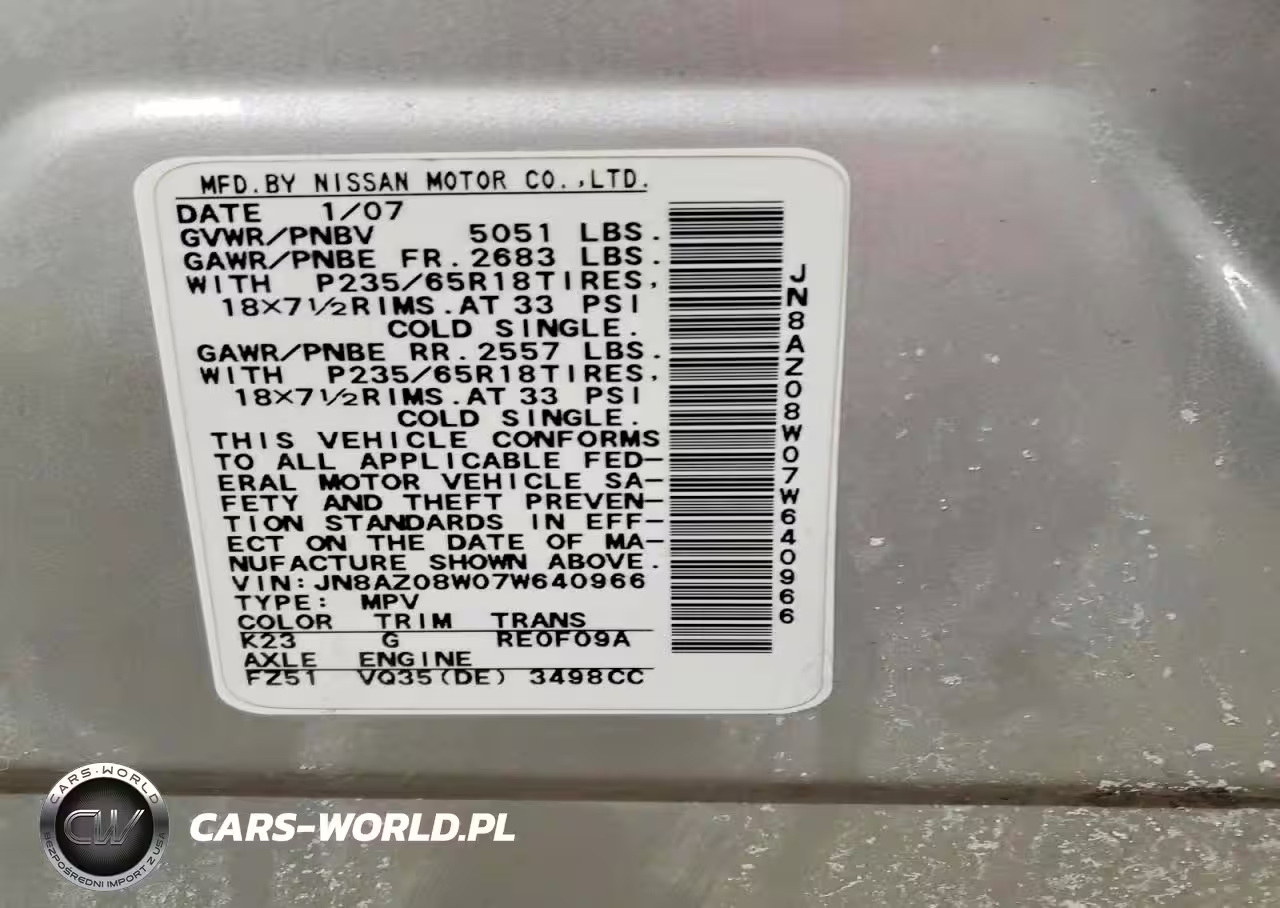 MFD.BY NISSAN MOTOR CO.,LTD.
DATE 1/07
GVWR/PNBV 5051 LBS.
GAWR/PNBE FR.2683 LBS.
WITH P235/65R18TIRES,
18×7½RIMS.AT 33 PSI
COLD SINGLE.
GAWR/PNBE RR.2557 LBS.
WITH P235/65R18TIRES,
18×7½RIMS.AT 33 PSI
COLD SINGLE.
THIS VEHICLE CONFORMS
TO ALL APPLICABLE FED-
ERAL MOTOR VEHICLE SA-
FETY AND THEFT PREVEN-
TION STANDARDS IN EFF-
ECT ON THE DATE OF MA-
NUFACTURE SHOWN ABOVE.
VIN:JN8AZ08W07W640966
TYPE: MPV
COLOR TRIM TRANS
K23 G RE0F09A
AXLE ENGINE
FZ51 VQ35(DE) 3498CC
JN8AZ08W07W640966
CARS-WORLD
CW
BEZPOŚREDNI IMPORT Z USA
CARS-WORLD.PL